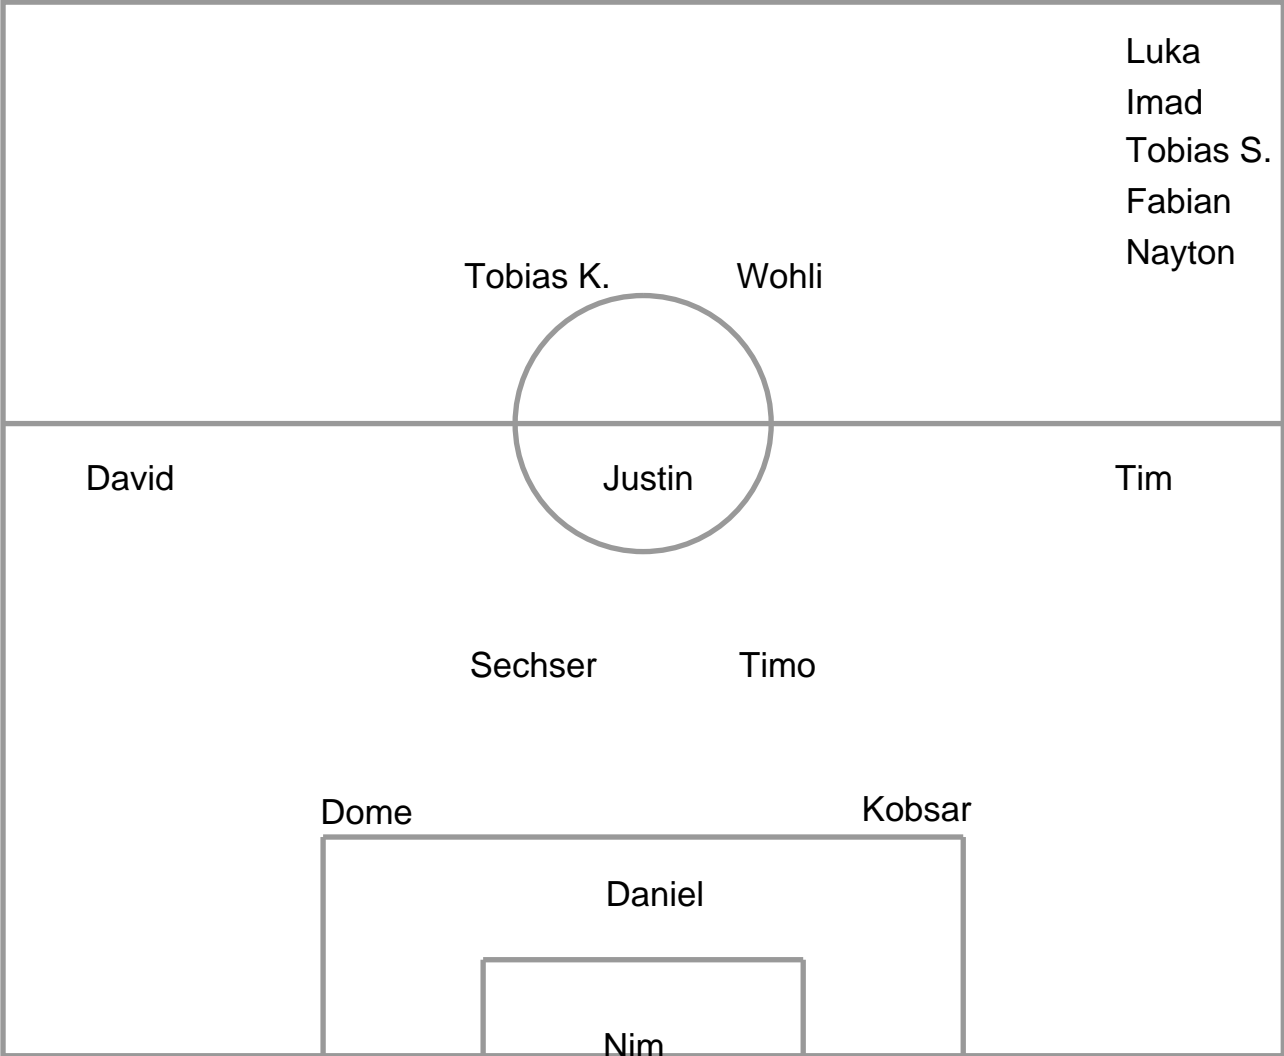 Luka
Imad
Tobias S.
Fabian
Nayton
Tobias K. Wohli
David Justin Tim
Sechser Timo
Dome Kobsar
Daniel
Nim